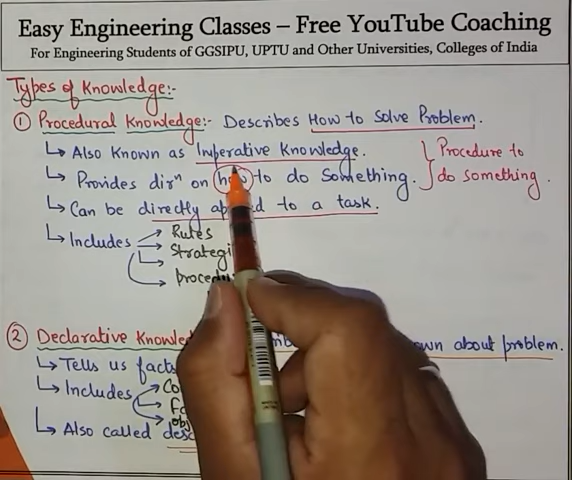 Easy Engineering Classes – Free YouTube Coaching
For Engineering Students of GGSIPU, UPTU and Other Universities, Colleges of India
Types of Knowledge:-
① Procedural Knowledge:- Describes How to Solve Problem.
↳ Also Known as Imperative Knowledge.
↳ Provides dirⁿ on how to do Something.
} Procedure to do something.
↳ Can be directly to a task.
↳ Includes → Rules
② Declarative about problem.
↳ Tells us facts
↳ Includes
↳ Also called